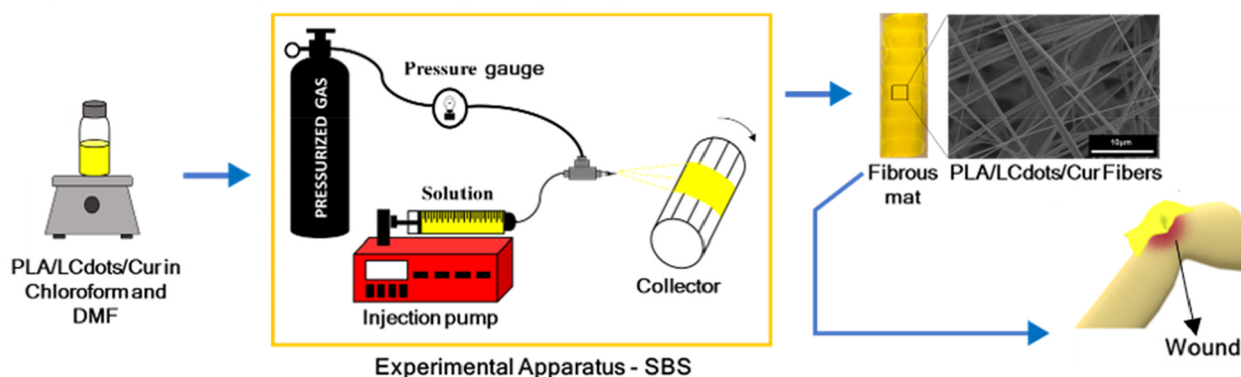 PLA/LCdots/Cur in
Chloroform and
DMF
PRESSURIZED GAS
Pressure gauge
Solution
Injection pump
Collector
Experimental Apparatus - SBS
Fibrous
mat
10µm
PLA/LCdots/Cur Fibers
Wound